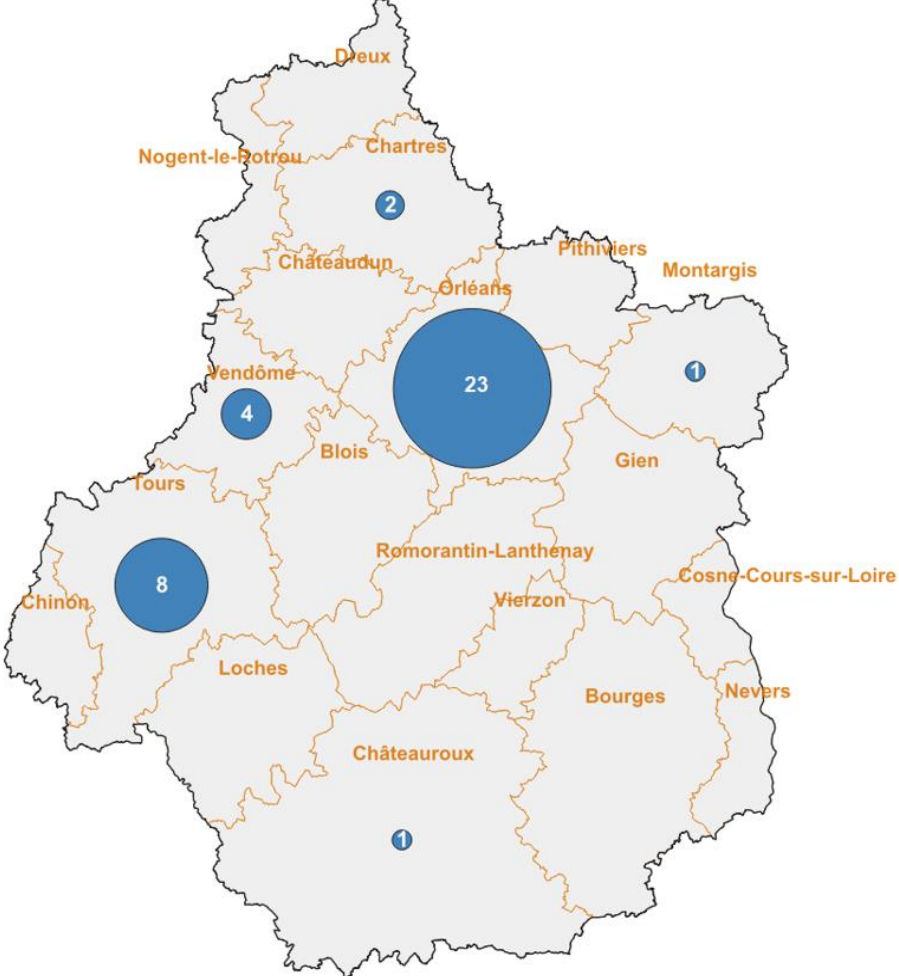 Dreux
Chartres
Nogent-le-Rotrou
2
Pithiviers
Châteaudun
Montargis
Orléans
1
Vendôme
23
4
Blois
Gien
Tours
Romorantin-Lanthenay
Cosne-Cours-sur-Loire
8
Chinon
Vierzon
Loches
Nevers
Bourges
Châteauroux
1